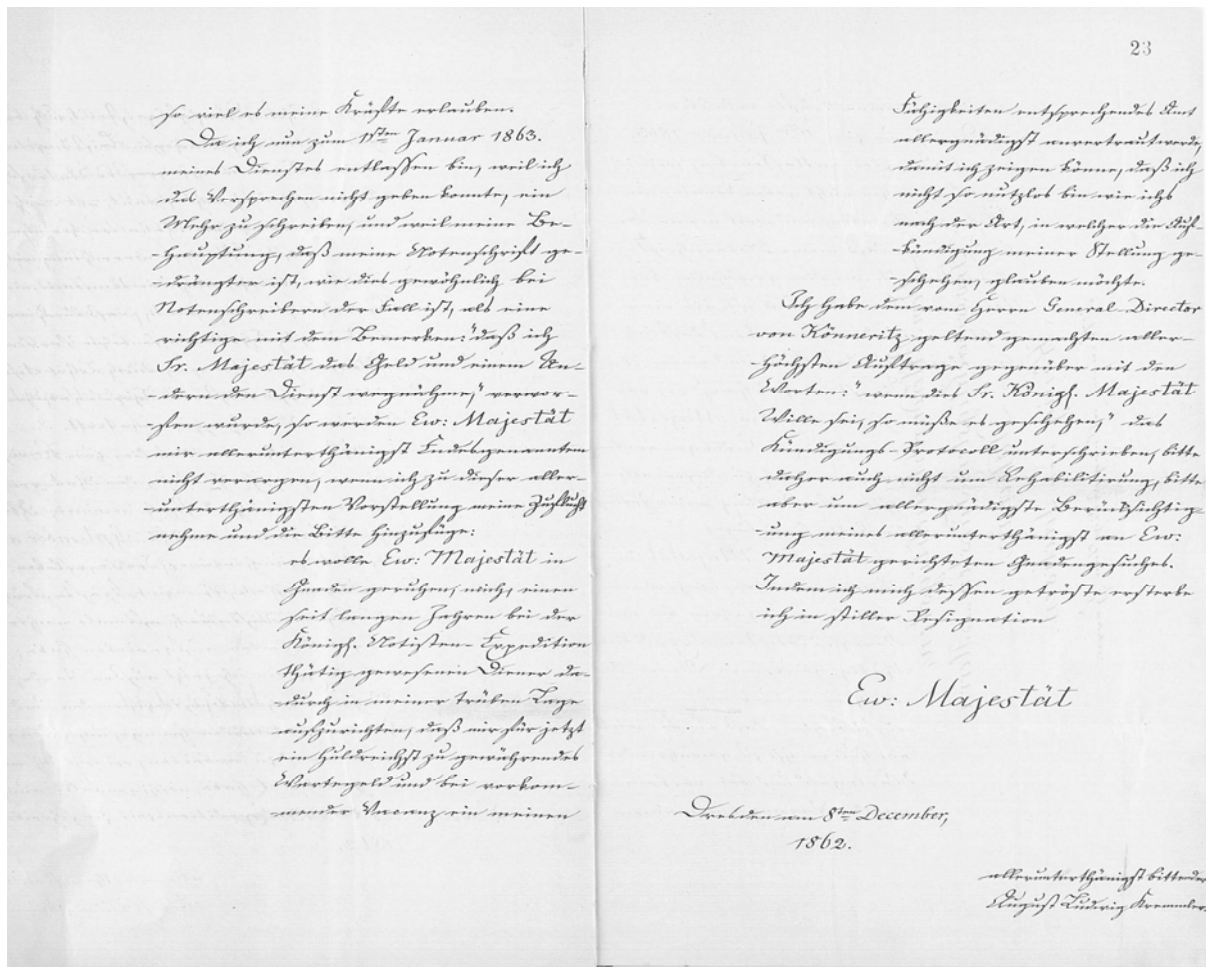 so viel es meine Kräfte erlauben.
Da ich nun zum 1sten Januar 1863.
meines Dienstes entlassen bin, weil ich
das Versprechen nicht geben konnte, ein
Mehr zu schreiben, und weil meine Be-
hauptung, daß meine Notenschrift ge-
-drängter ist, wie dies gewöhnlich bei
Notenschreibern der Fall ist, als eine
richtige mit dem Bemerken: "daß ich
Sr. Majestät das Geld und einem An-
-dern den Dienst wegnähme," verwor-
-fen wurde, so werden Ew: Majestät
mir allerunterthänigst Endesgenanntem
nicht verargen, wenn ich zu dieser aller-
-unterthänigsten Vorstellung meine Zuflucht
nehme und die Bitte hinzufüge:
es wolle Ew: Majestät in
Gnaden geruhen, mich, einen
seit langen Jahren bei der
Königl. Notisten-Expedition
thätig gewesenen Diener da-
-durch in meiner trüben Lage
aufzurichten, daß mir für jetzt
ein huldreichst zu gewährendes
Wartegeld und bei vorkom-
-mender Vacanz ein meinen
23
Fähigkeiten entsprechendes Amt
allergnädigst anvertraut werde,
damit ich zeigen könne, daß ich
nicht so nutzlos bin wie ichs
nach der Art, in welcher die Auf-
-kündigung meiner Stellung ge-
-schehen, glauben möchte.
Ich habe dem vom Herrn General-Director
von Könneritz geltend gemachten aller-
-höchsten Auftrage gegenüber mit den
Worten: "wenn dies Sr. Königl. Majestät
Wille sei, so müße es geschehen," das
Kündigungs-Protocoll unterschrieben, bitte
daher auch nicht um Rehabilitirung, bitte
aber um allergnädigste Berücksichtig-
-ung meines allerunterthänigst an Ew:
Majestät gerichteten Gnadengesuches.
Indem ich mich dessen getröste ersterbe
ich in stiller Resignation
Ew: Majestät
Dresden am 8ten December,
1862.
allerunterthänigst bittender
August Ludwig Kremmler.